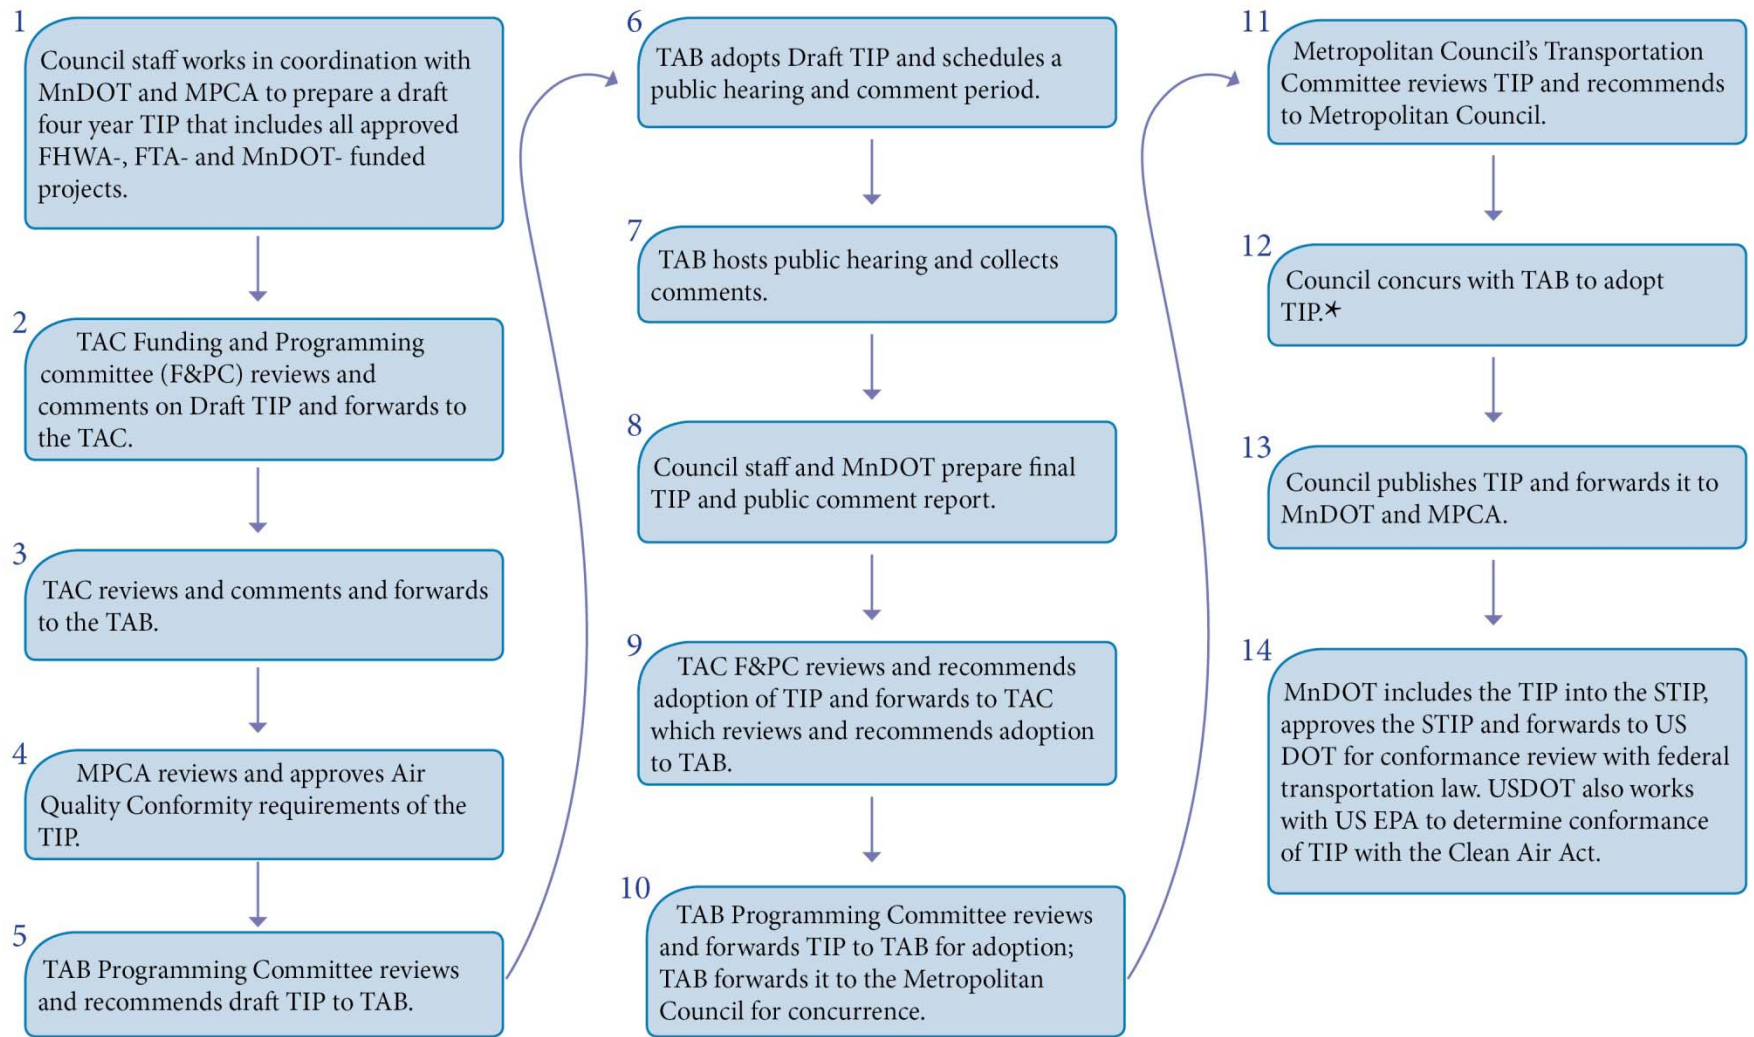 1
Council staff works in coordination with
MnDOT and MPCA to prepare a draft
four year TIP that includes all approved
FHWA-, FTA- and MnDOT- funded
projects.
2
TAC Funding and Programming
committee (F&PC) reviews and
comments on Draft TIP and forwards to
the TAC.
3
TAC reviews and comments and forwards
to the TAB.
4
MPCA reviews and approves Air
Quality Conformity requirements of the
TIP.
5
TAB Programming Committee reviews
and recommends draft TIP to TAB.
6
TAB adopts Draft TIP and schedules a
public hearing and comment period.
7
TAB hosts public hearing and collects
comments.
8
Council staff and MnDOT prepare final
TIP and public comment report.
9
TAC F&PC reviews and recommends
adoption of TIP and forwards to TAC
which reviews and recommends adoption
to TAB.
10
TAB Programming Committee reviews
and forwards TIP to TAB for adoption;
TAB forwards it to the Metropolitan
Council for concurrence.
11
Metropolitan Council’s Transportation
Committee reviews TIP and recommends
to Metropolitan Council.
12
Council concurs with TAB to adopt
TIP.*
13
Council publishes TIP and forwards it to
MnDOT and MPCA.
14
MnDOT includes the TIP into the STIP,
approves the STIP and forwards to US
DOT for conformance review with federal
transportation law. USDOT also works
with US EPA to determine conformance
of TIP with the Clean Air Act.